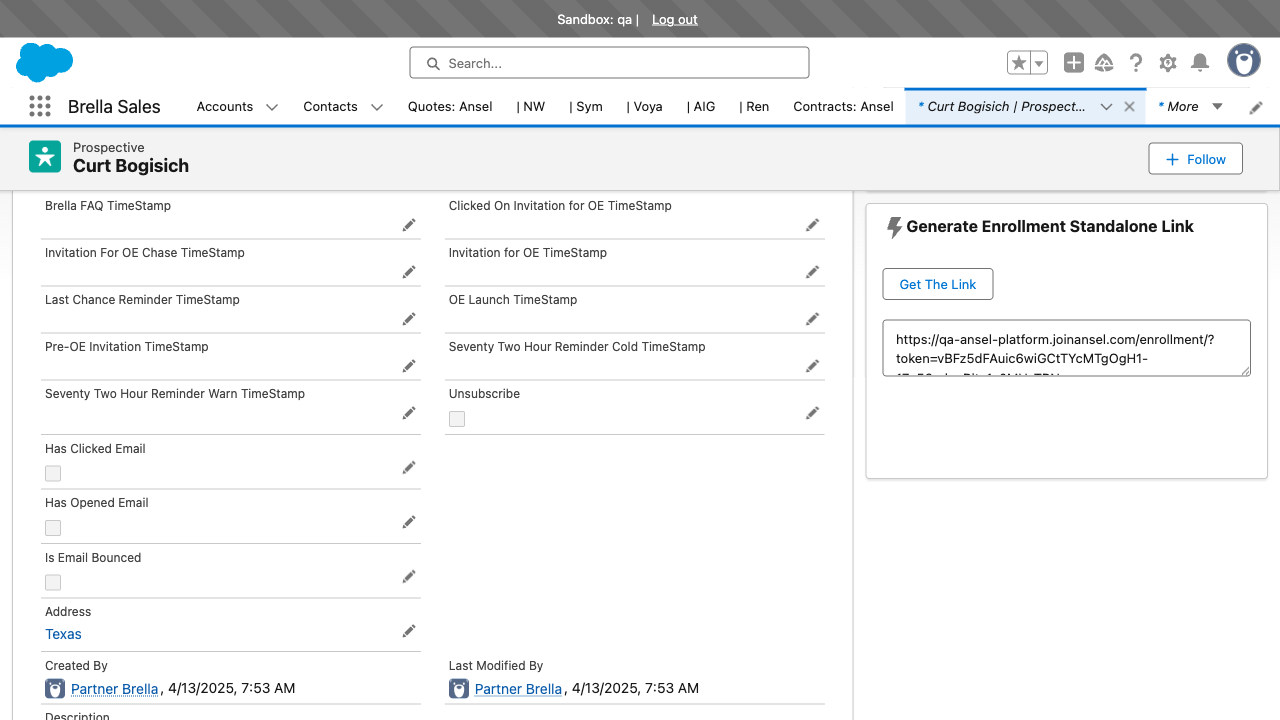 Sandbox: qa | Log out
Search...
Brella Sales
Accounts
Contacts
Quotes: Ansel
| NW
| Sym
| Voya
| AIG
| Ren
Contracts: Ansel
* Curt Bogisich | Prospect...
* More
Prospective
Curt Bogisich
Follow
Brella FAQ TimeStamp
Clicked On Invitation for OE TimeStamp
Invitation For OE Chase TimeStamp
Invitation for OE TimeStamp
Last Chance Reminder TimeStamp
OE Launch TimeStamp
Pre-OE Invitation TimeStamp
Seventy Two Hour Reminder Cold TimeStamp
Seventy Two Hour Reminder Warn TimeStamp
Unsubscribe
Has Clicked Email
Has Opened Email
Is Email Bounced
Address
Texas
Created By
Partner Brella, 4/13/2025, 7:53 AM
Last Modified By
Partner Brella, 4/13/2025, 7:53 AM
Description
Generate Enrollment Standalone Link
Get The Link
https://qa-ansel-platform.joinansel.com/enrollment/?
token=vBFz5dFAuic6wiGCtTYcMTgOgH1-